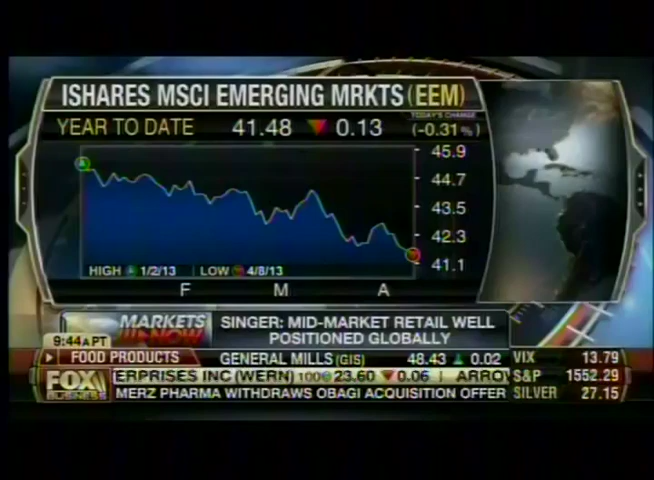 ISHARES MSCI EMERGING MRKTS (EEM)
YEAR TO DATE 41.48 0.13 TODAY'S CHANGE (-0.31%)
45.9
44.7
43.5
42.3
41.1
HIGH 1/2/13 LOW 4/8/13
F M A
MARKETS NOW
SINGER: MID-MARKET RETAIL WELL
POSITIONED GLOBALLY
9:44A PT
FOOD PRODUCTS GENERAL MILLS (GIS) 48.43 0.02 VIX 13.79
FOX BUSINESS
ERPRISES INC (WERN) 100@23.60 0.06 | ARROW S&P 1552.29
MERZ PHARMA WITHDRAWS OBAGI ACQUISITION OFFER SILVER 27.15